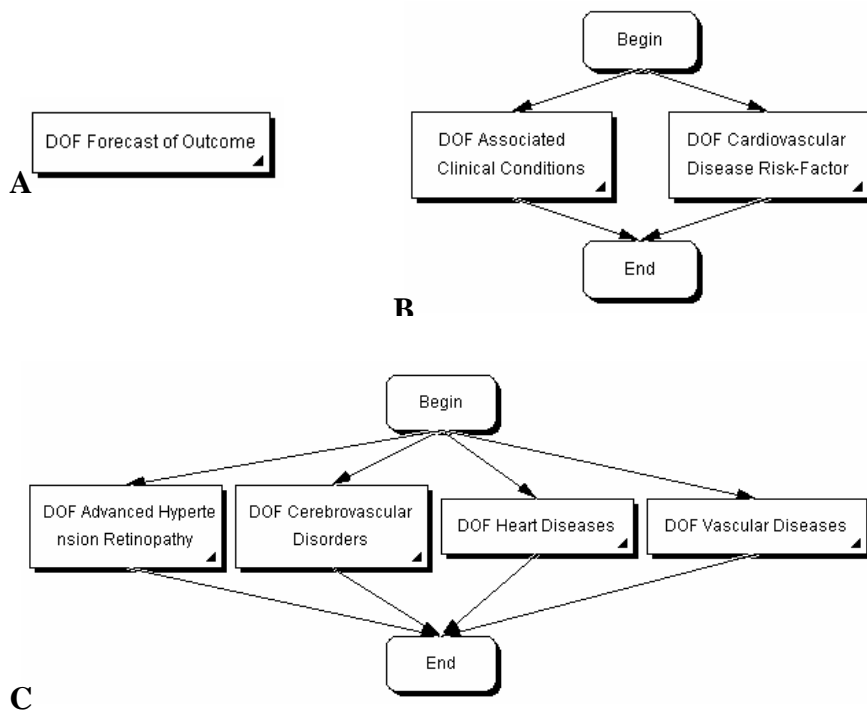 Begin
DOF Forecast of Outcome
A
DOF Associated
Clinical Conditions
DOF Cardiovascular
Disease Risk-Factor
End
B
Begin
DOF Advanced Hyperte
nsion Retinopathy
DOF Cerebrovascular
Disorders
DOF Heart Diseases
DOF Vascular Diseases
End
C